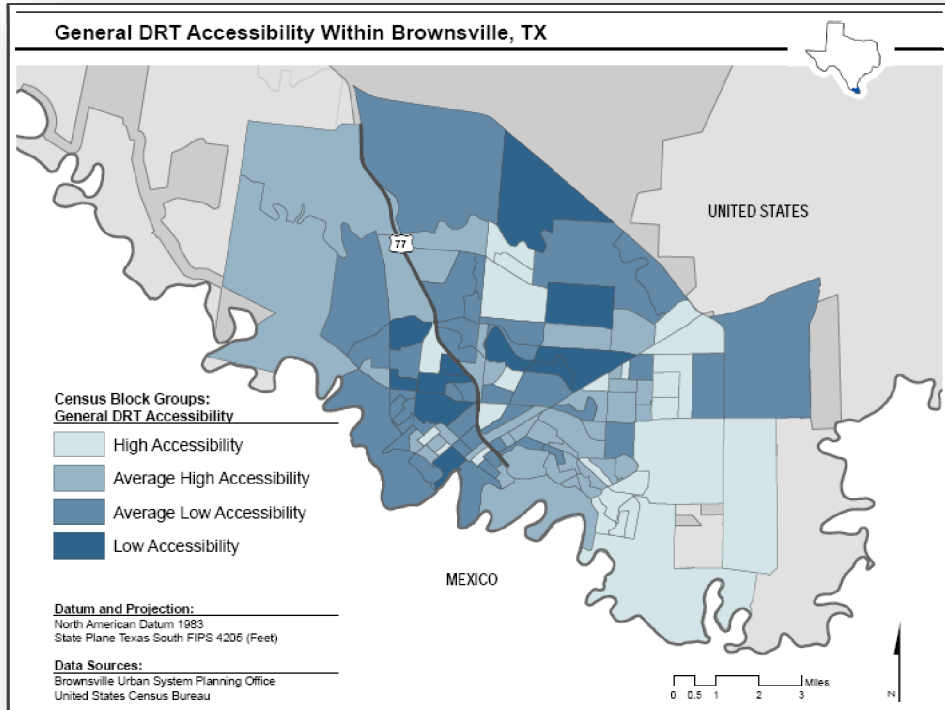 General DRT Accessibility Within Brownsville, TX
UNITED STATES
77
Census Block Groups:
General DRT Accessibility
High Accessibility
Average High Accessibility
Average Low Accessibility
Low Accessibility
MEXICO
Datum and Projection:
North American Datum 1983
State Plane Texas South FIPS 4205 (Feet)
Data Sources:
Brownsville Urban System Planning Office
United States Census Bureau
Miles
0 0.5 1 2 3
N